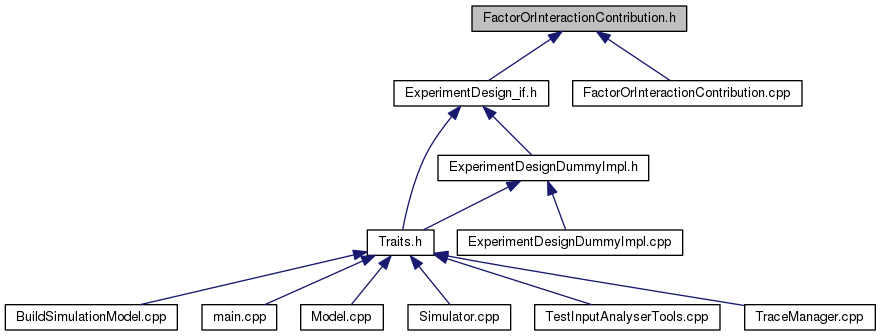 FactorOrInteractionContribution.h
ExperimentDesign_if.h
FactorOrInteractionContribution.cpp
ExperimentDesignDummyImpl.h
Traits.h
ExperimentDesignDummyImpl.cpp
BuildSimulationModel.cpp
main.cpp
Model.cpp
Simulator.cpp
TestInputAnalyserTools.cpp
TraceManager.cpp